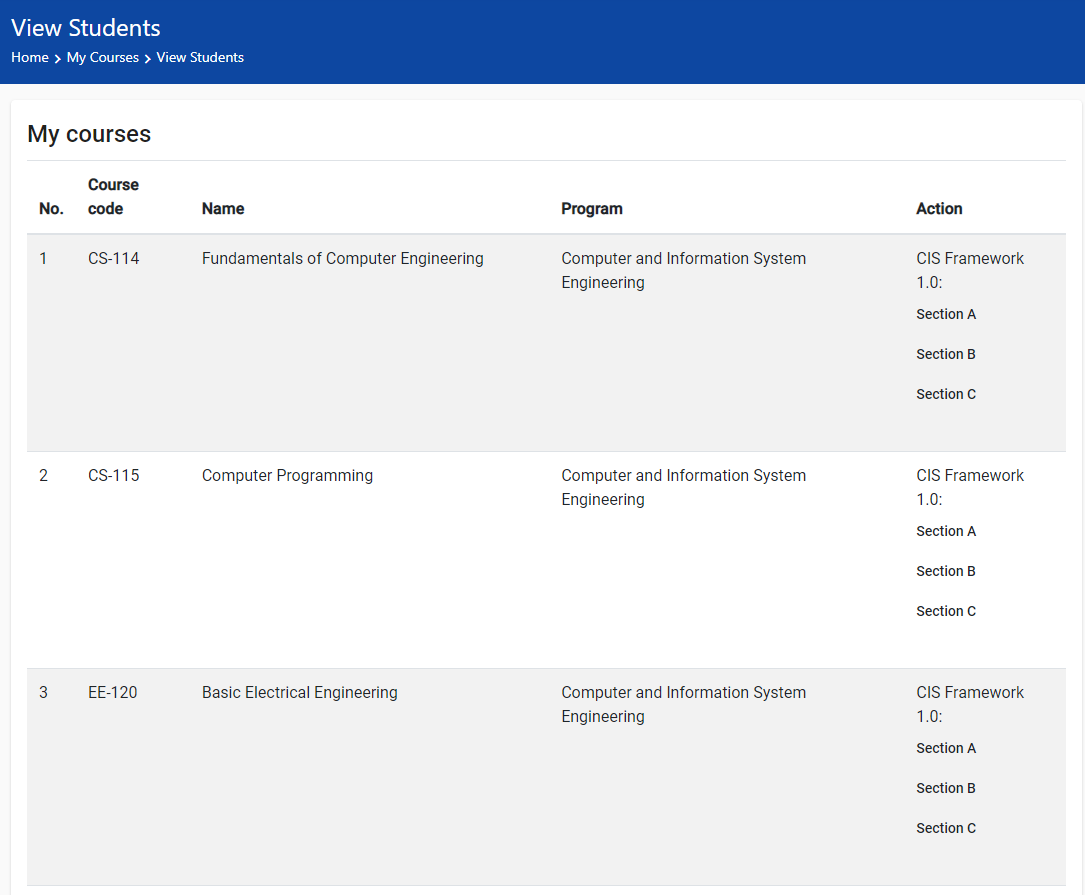 View Students
Home > My Courses > View Students
My courses
No. Course code Name Program Action
1 CS-114 Fundamentals of Computer Engineering Computer and Information System Engineering CIS Framework 1.0:
Section A
Section B
Section C
2 CS-115 Computer Programming Computer and Information System Engineering CIS Framework 1.0:
Section A
Section B
Section C
3 EE-120 Basic Electrical Engineering Computer and Information System Engineering CIS Framework 1.0:
Section A
Section B
Section C